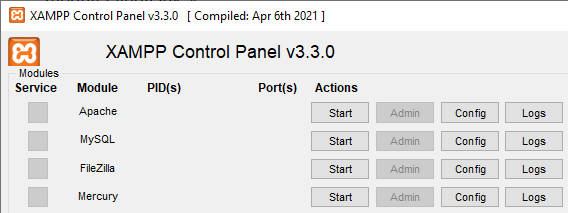 XAMPP Control Panel v3.3.0 [ Compiled: Apr 6th 2021 ]
XAMPP Control Panel v3.3.0
Modules
Service Module PID(s) Port(s) Actions
Apache Start Admin Config Logs
MySQL Start Admin Config Logs
FileZilla Start Admin Config Logs
Mercury Start Admin Config Logs